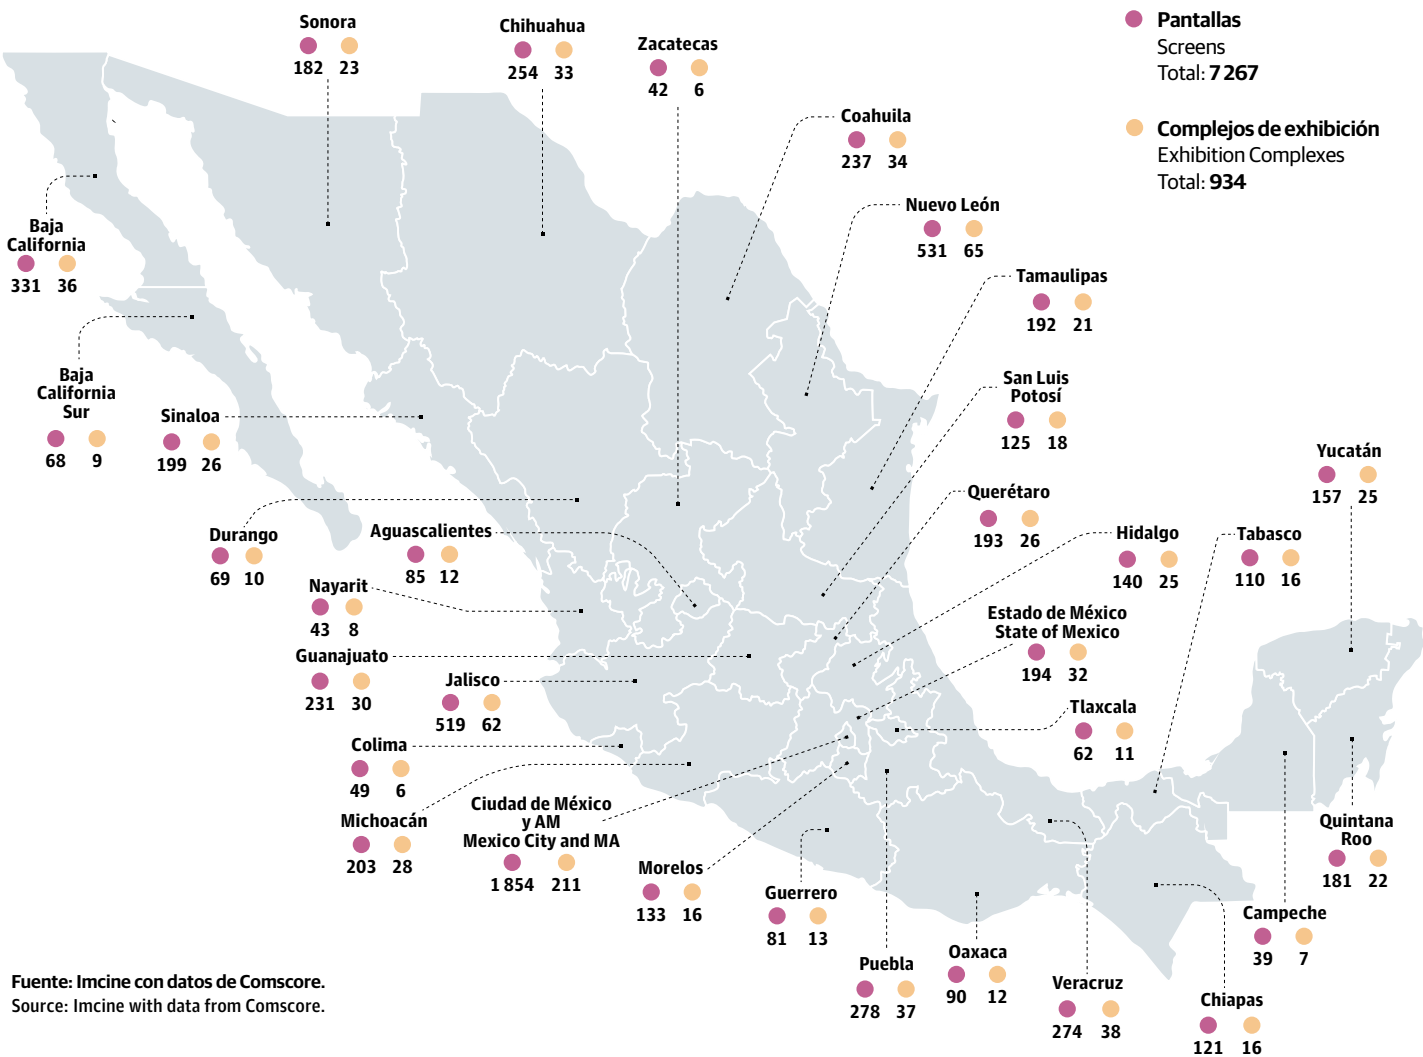 Sonora
182 23
Chihuahua
254 33
Zacatecas
42 6
Pantallas
Screens
Total: 7 267
Complejos de exhibición
Exhibition Complexes
Total: 934
Coahuila
237 34
Nuevo León
531 65
Baja
California
331 36
Tamaulipas
192 21
Baja
California
Sur
68 9
Sinaloa
199 26
San Luis
Potosí
125 18
Yucatán
157 25
Querétaro
193 26
Durango
69 10
Aguascalientes
85 12
Hidalgo
140 25
Tabasco
110 16
Nayarit
43 8
Estado de México
State of Mexico
194 32
Guanajuato
231 30
Jalisco
519 62
Tlaxcala
62 11
Colima
49 6
Michoacán
203 28
Ciudad de México
y AM
Mexico City and MA
1 854 211
Quintana
Roo
181 22
Morelos
133 16
Guerrero
81 13
Campeche
39 7
Puebla
278 37
Oaxaca
90 12
Veracruz
274 38
Chiapas
121 16
Fuente: Imcine con datos de Comscore.
Source: Imcine with data from Comscore.